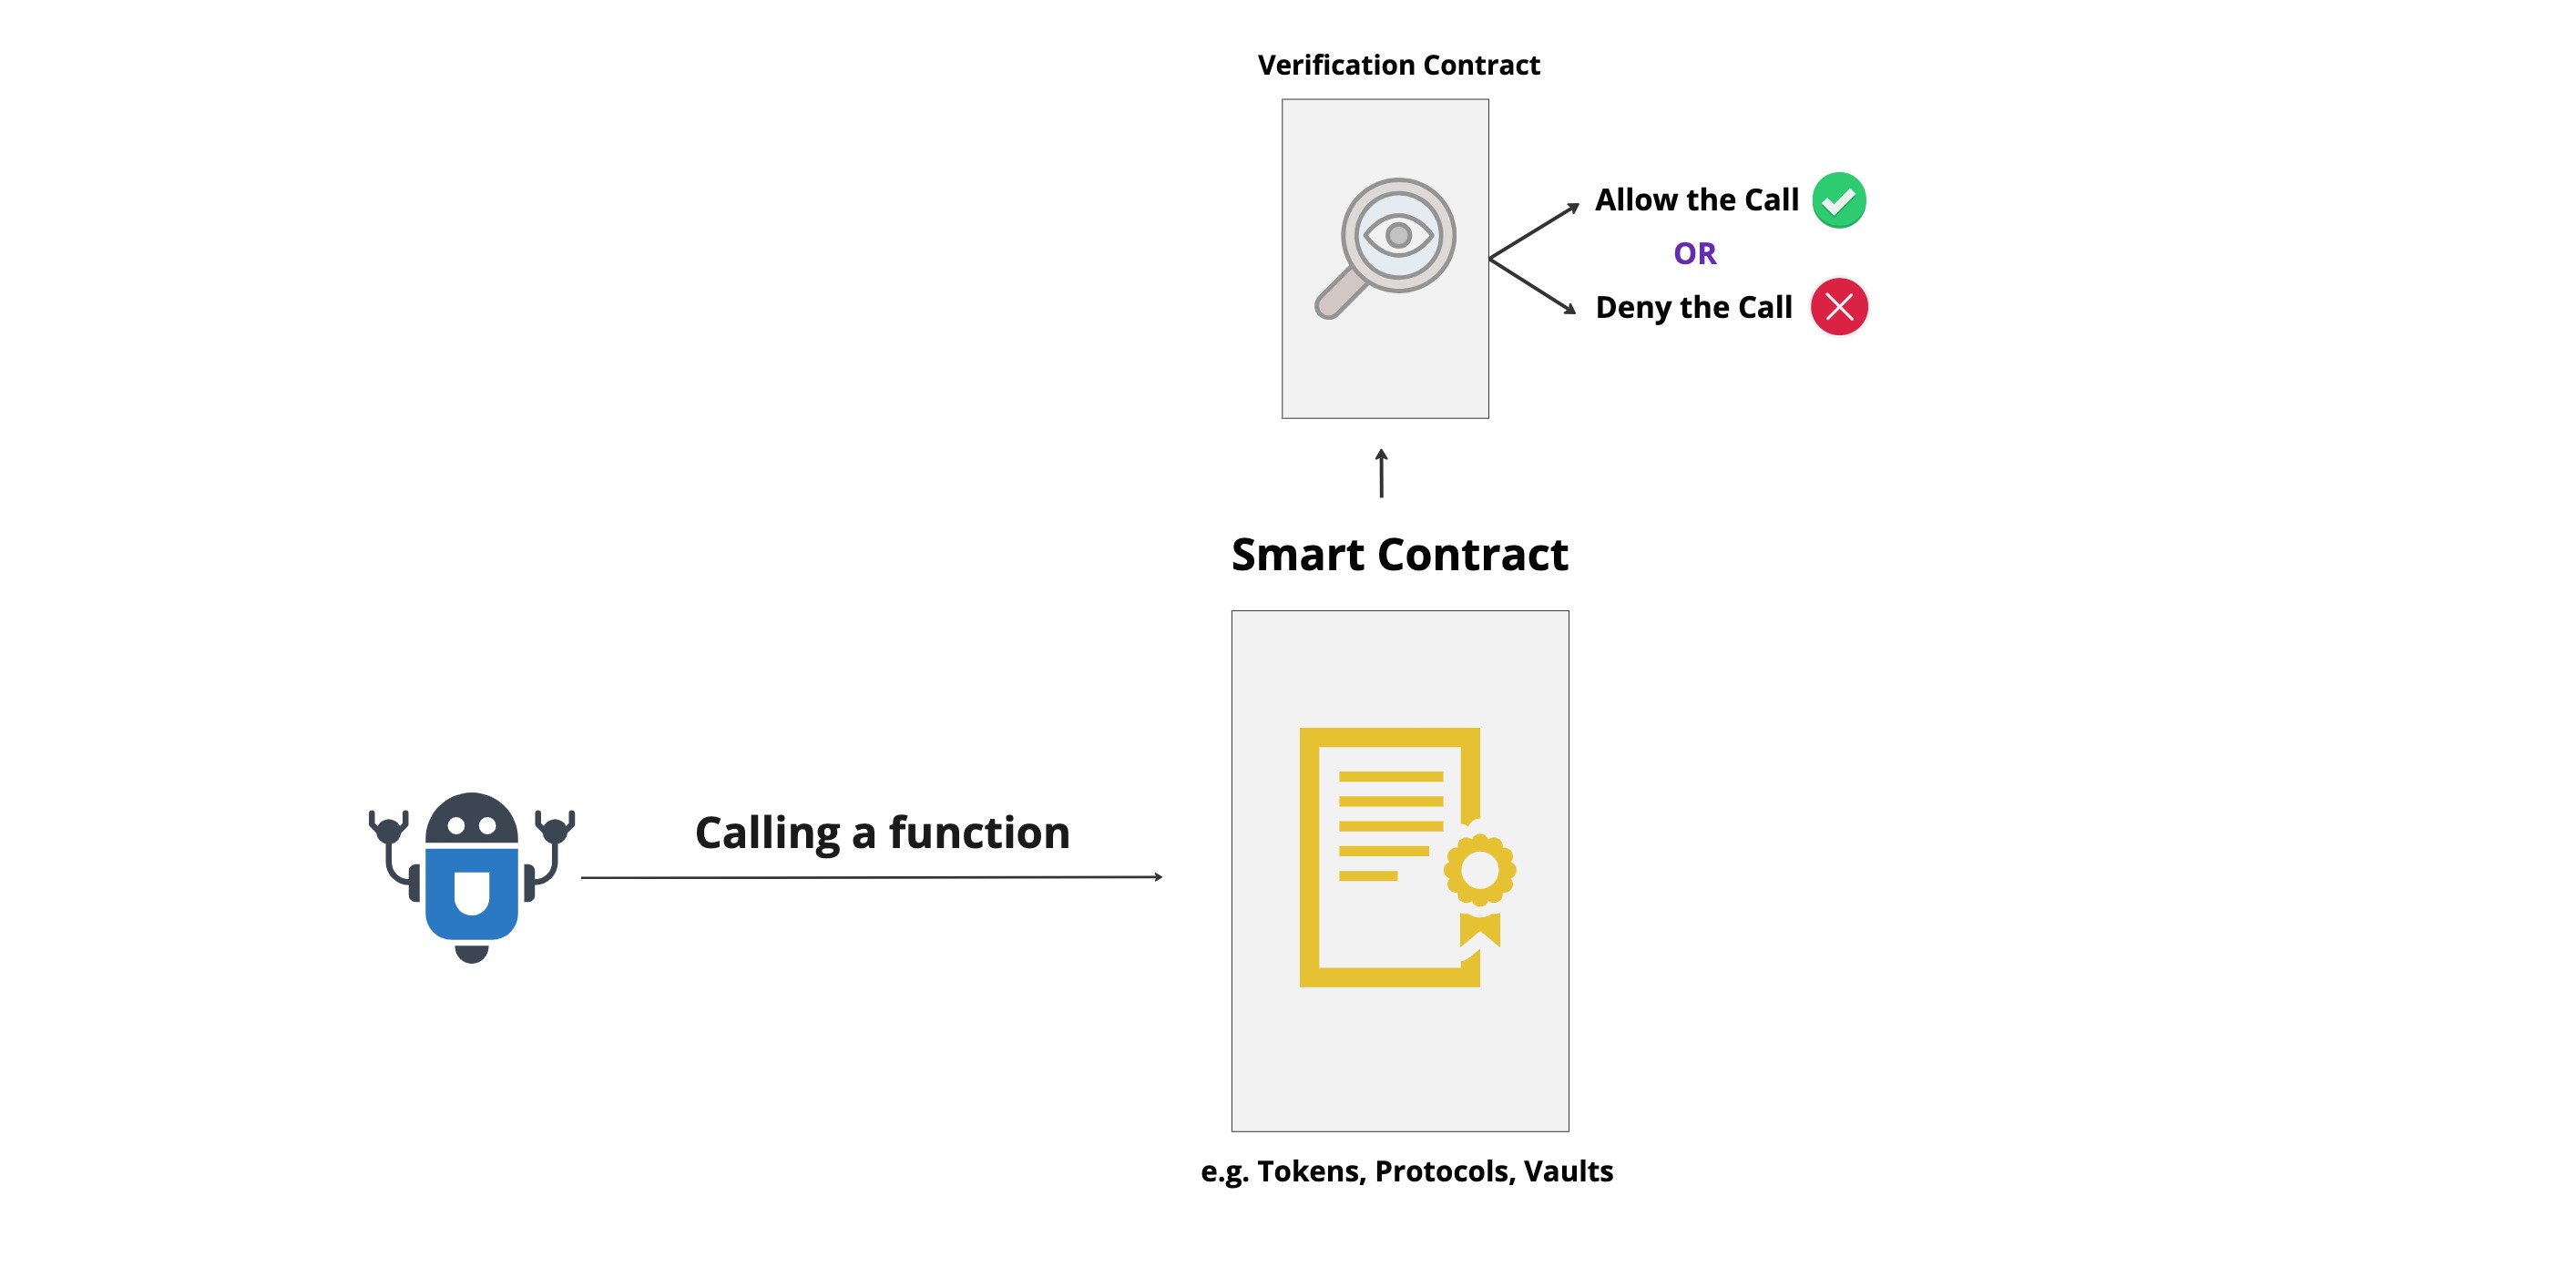 Verification Contract
Allow the Call
OR
Deny the Call
Smart Contract
Calling a function
e.g. Tokens, Protocols, Vaults